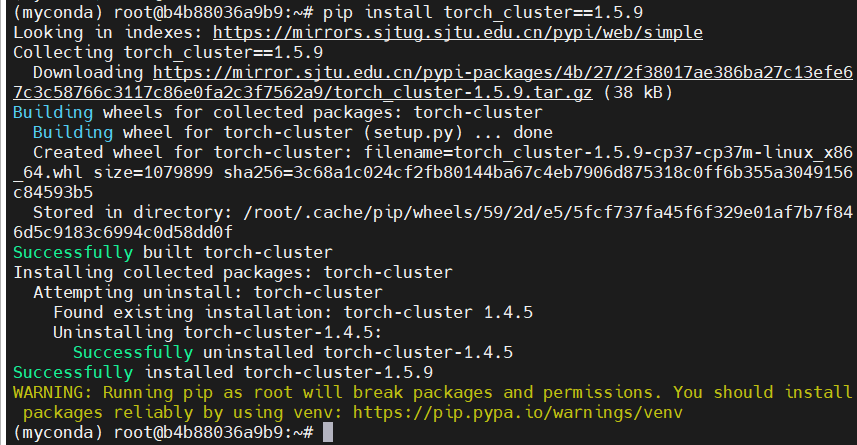 (myconda) root@b4b88036a9b9:~# pip install torch_cluster==1.5.9
Looking in indexes: https://mirrors.sjtug.sjtu.edu.cn/pypi/web/simple
Collecting torch_cluster==1.5.9
  Downloading https://mirror.sjtu.edu.cn/pypi-packages/4b/27/2f38017ae386ba27c13efe6
7c3c58766c3117c86e0fa2c3f7562a9/torch_cluster-1.5.9.tar.gz (38 kB)
Building wheels for collected packages: torch-cluster
  Building wheel for torch-cluster (setup.py) ... done
  Created wheel for torch-cluster: filename=torch_cluster-1.5.9-cp37-cp37m-linux_x86
_64.whl size=1079899 sha256=3c68a1c024cf2fb80144ba67c4eb7906d875318c0ff6b355a3049156
c84593b5
  Stored in directory: /root/.cache/pip/wheels/59/2d/e5/5fcf737fa45f6f329e01af7b7f84
6d5c9183c6994c0d58dd0f
Successfully built torch-cluster
Installing collected packages: torch-cluster
  Attempting uninstall: torch-cluster
    Found existing installation: torch-cluster 1.4.5
    Uninstalling torch-cluster-1.4.5:
      Successfully uninstalled torch-cluster-1.4.5
Successfully installed torch-cluster-1.5.9
WARNING: Running pip as root will break packages and permissions. You should install
 packages reliably by using venv: https://pip.pypa.io/warnings/venv
(myconda) root@b4b88036a9b9:~#